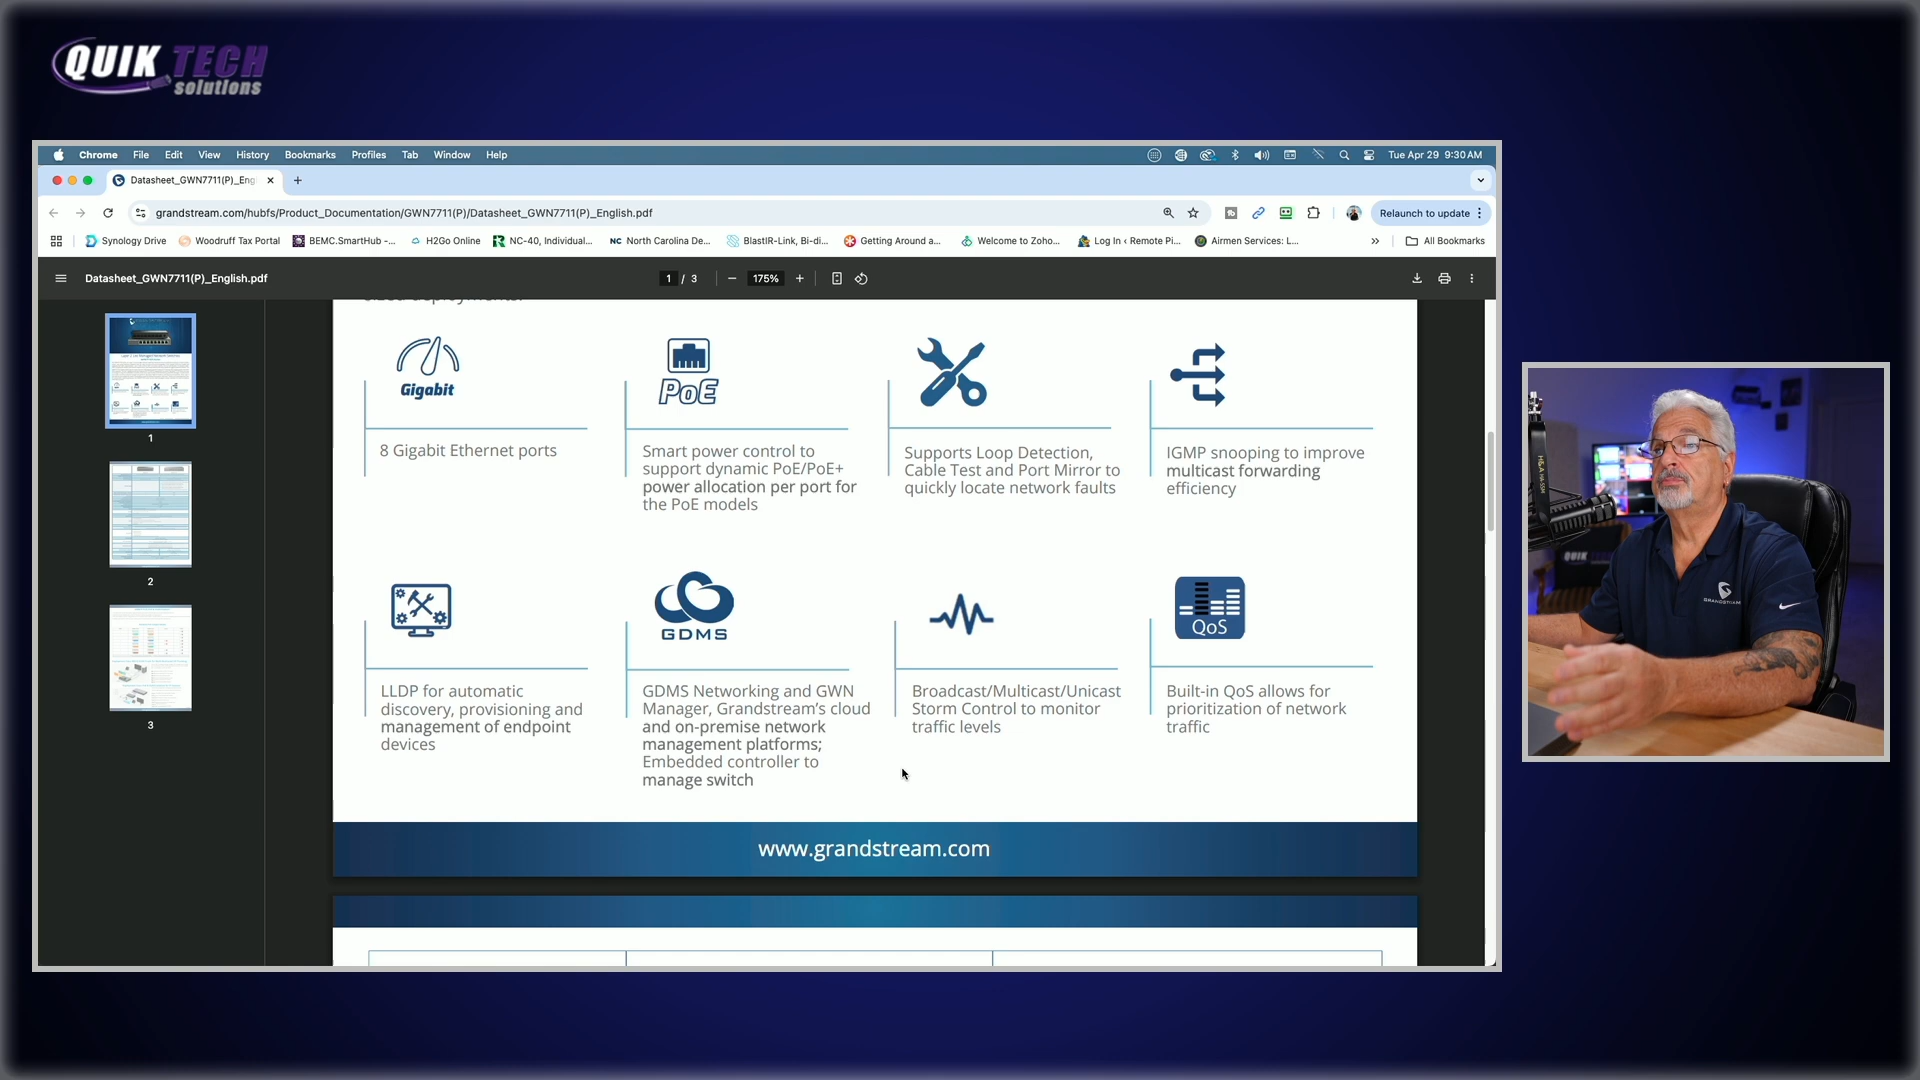 QUIK TECH
solutions
Chrome File Edit View History Bookmarks Profiles Tab Window Help
Tue Apr 29 9:30 AM
Datasheet_GWN7711(P)_Eng
grandstream.com/hubfs/Product_Documentation/GWN7711(P)/Datasheet_GWN7711(P)_English.pdf
Relaunch to update
Synology Drive Woodruff Tax Portal BEMC.SmartHub -... H2Go Online NC-40, Individual... North Carolina De... BlastIR-Link, Bi-di... Getting Around a... Welcome to Zoho... Log In ‹ Remote Pi... Airmen Services: L... » All Bookmarks
Datasheet_GWN7711(P)_English.pdf
1 / 3 − 175% +
1
2
3
Gigabit
8 Gigabit Ethernet ports
PoE
Smart power control to
support dynamic PoE/PoE+
power allocation per port for
the PoE models
Supports Loop Detection,
Cable Test and Port Mirror to
quickly locate network faults
IGMP snooping to improve
multicast forwarding
efficiency
LLDP for automatic
discovery, provisioning and
management of endpoint
devices
GDMS
GDMS Networking and GWN
Manager, Grandstream's cloud
and on-premise network
management platforms;
Embedded controller to
manage switch
Broadcast/Multicast/Unicast
Storm Control to monitor
traffic levels
QoS
Built-in QoS allows for
prioritization of network
traffic
www.grandstream.com
QUIK
GRANDSTREAM